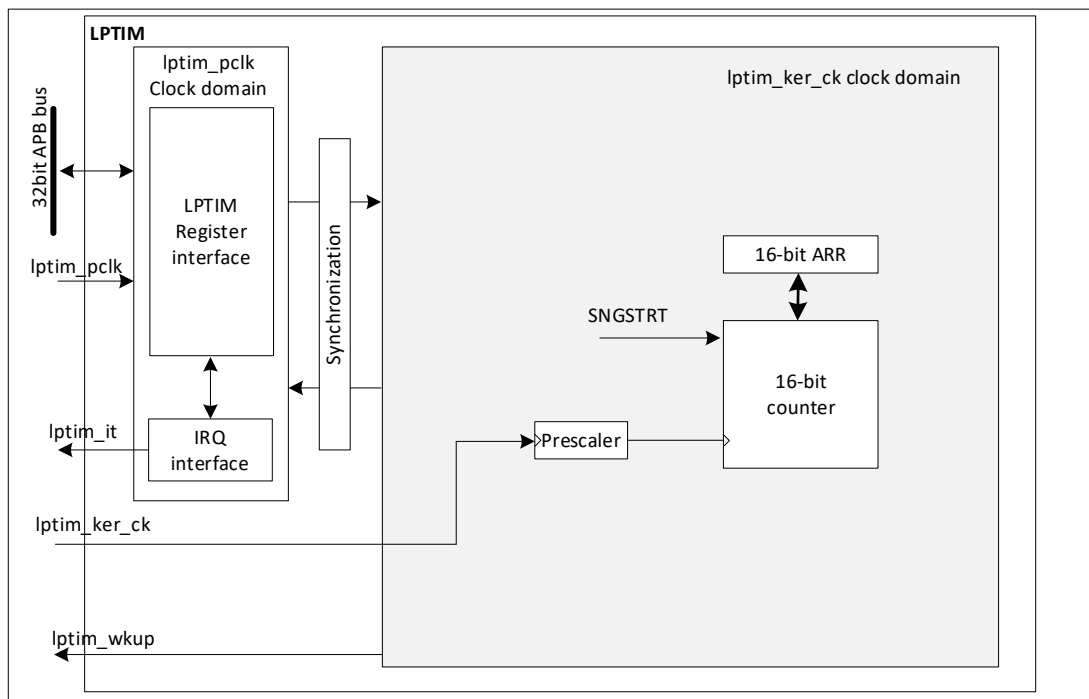 LPTIM
lptim_pclk
Clock domain
lptim_ker_ck clock domain
32bit APB bus
LPTIM
Register
interface
Synchronization
16-bit ARR
lptim_pclk
SNGSTRT
16-bit
counter
lptim_it
IRQ
interface
Prescaler
lptim_ker_ck
lptim_wkup